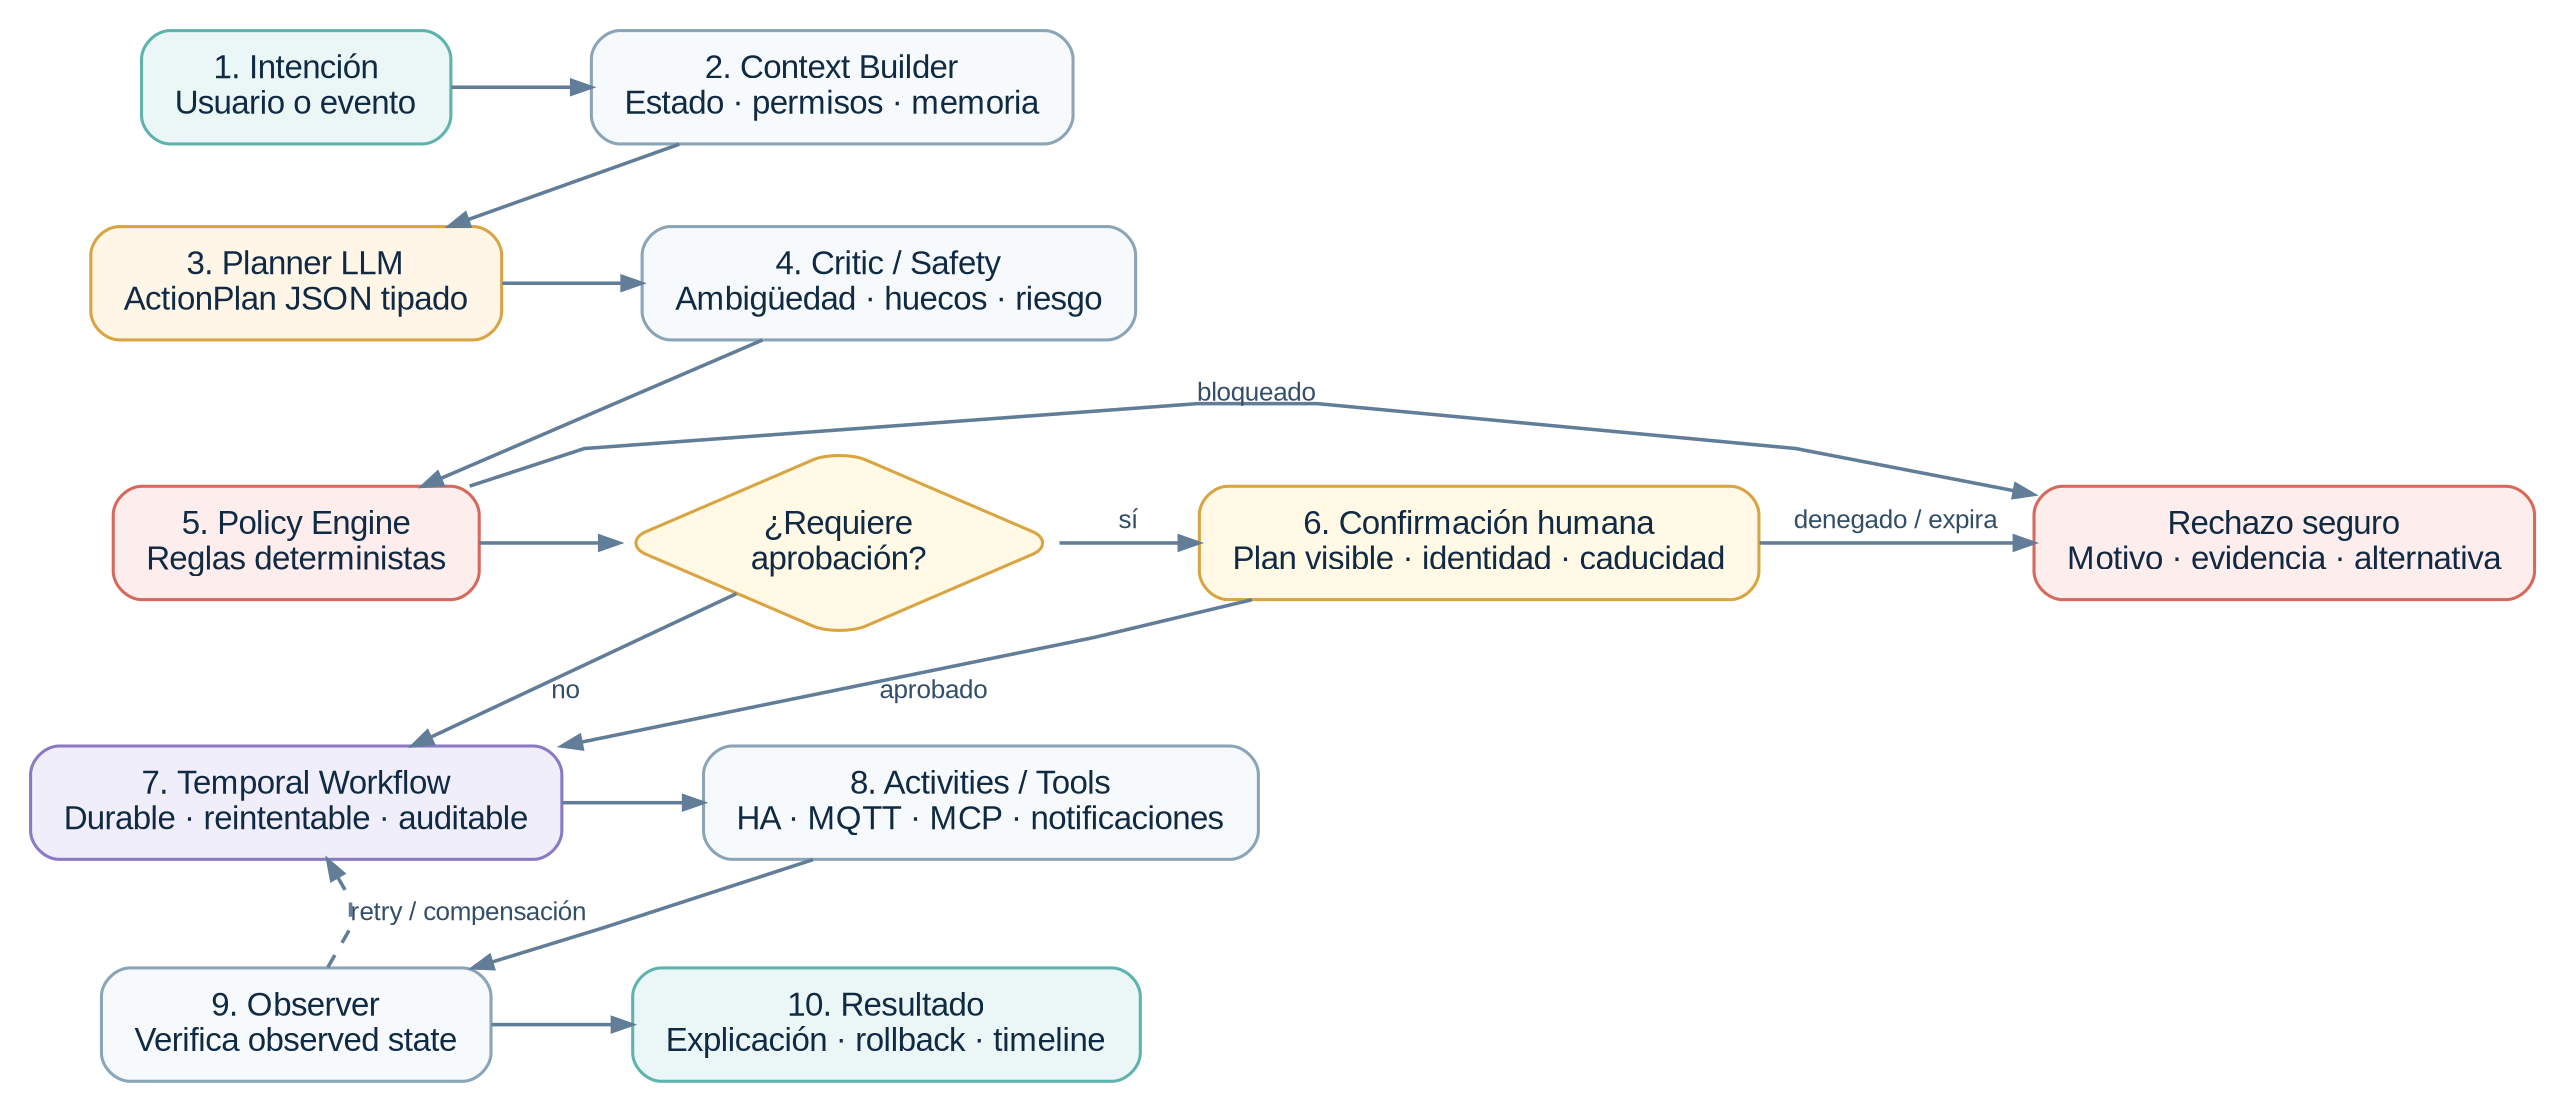 1. Intención
Usuario o evento
2. Context Builder
Estado · permisos · memoria
3. Planner LLM
ActionPlan JSON tipado
4. Critic / Safety
Ambigüedad · huecos · riesgo
bloqueado
5. Policy Engine
Reglas deterministas
¿Requiere
aprobación?
sí
6. Confirmación humana
Plan visible · identidad · caducidad
denegado / expira
Rechazo seguro
Motivo · evidencia · alternativa
no
aprobado
7. Temporal Workflow
Durable · reintentable · auditable
8. Activities / Tools
HA · MQTT · MCP · notificaciones
retry / compensación
9. Observer
Verifica observed state
10. Resultado
Explicación · rollback · timeline